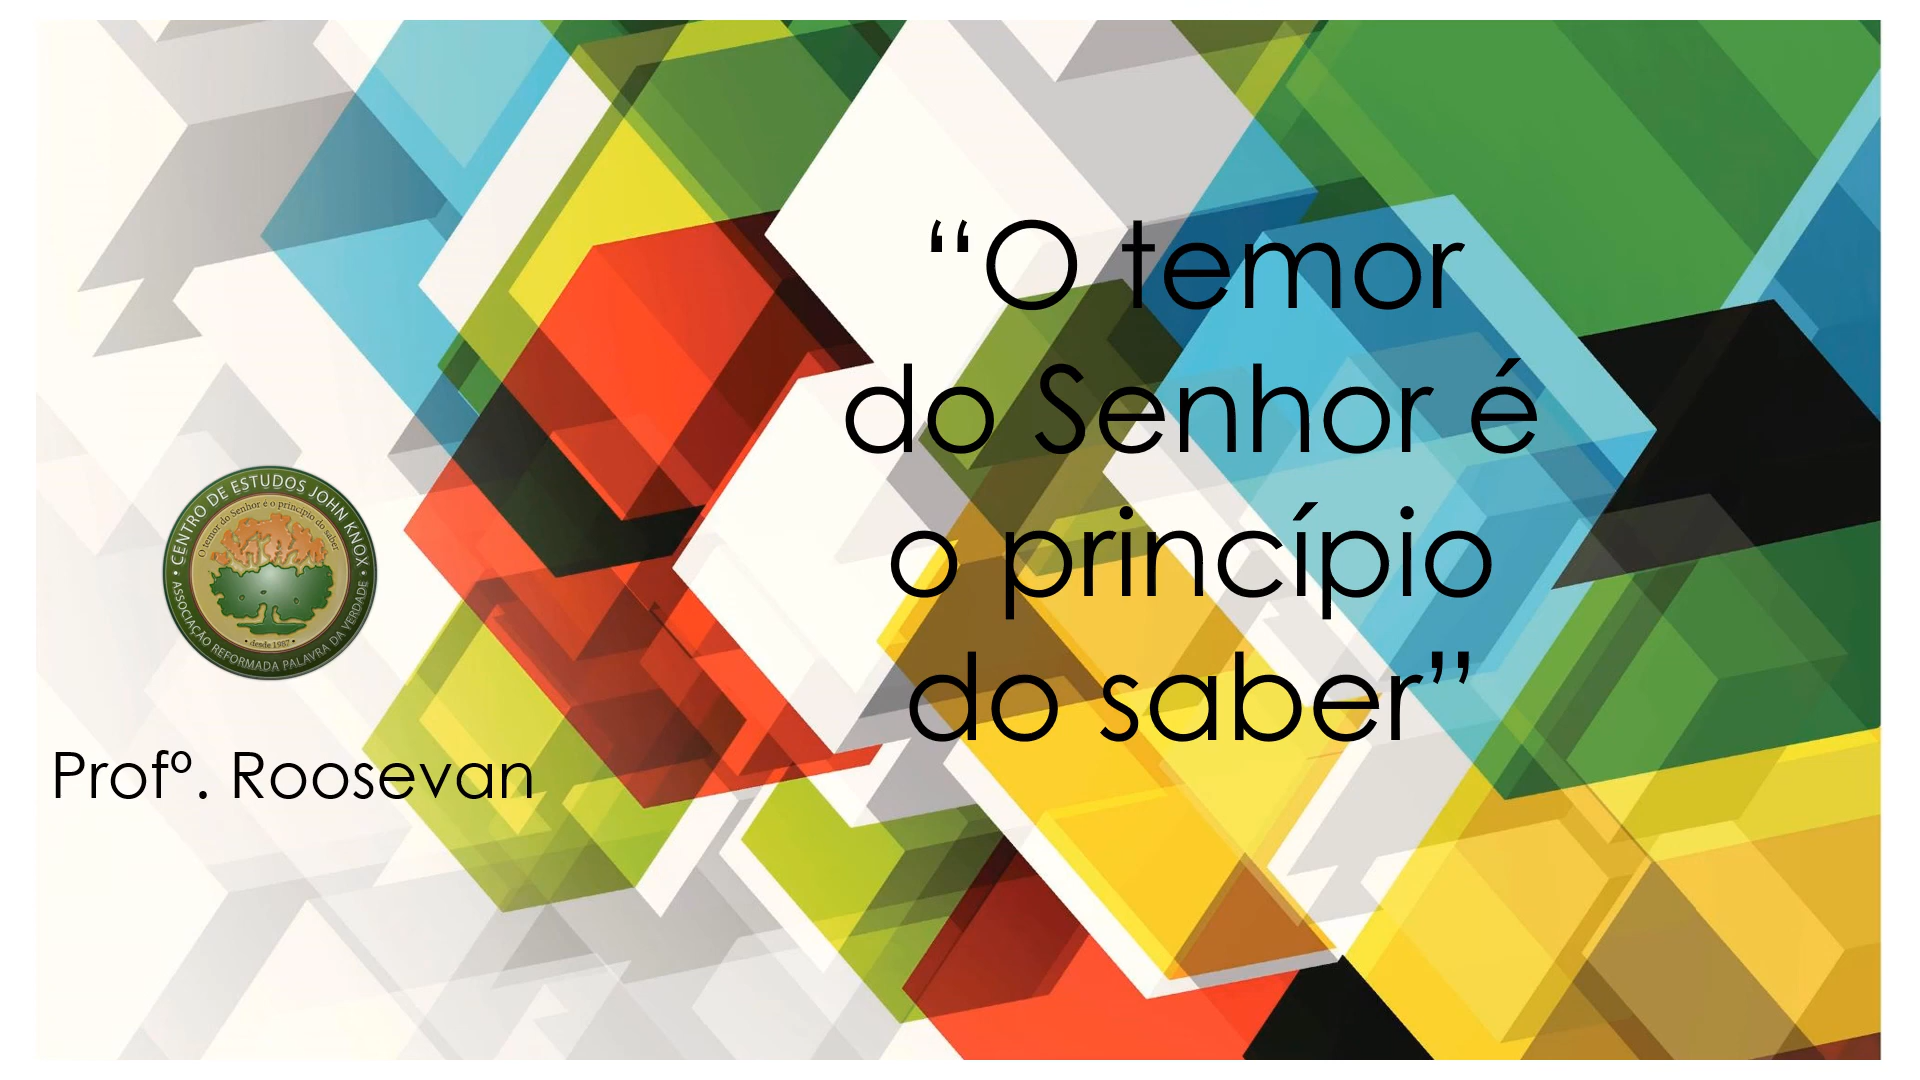 “O temor
do Senhor é
o princípio
do saber”
• CENTRO DE ESTUDOS JOHN KNOX •
O temor do Senhor é o princípio do saber
• desde 1987 •
ASSOCIAÇÃO REFORMADA PALAVRA DA VERDADE
Profº. Roosevan